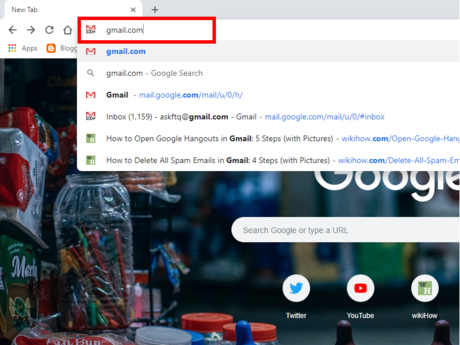 New Tab
gmail.com
Apps Blogg
gmail.com
gmail.com - Google Search
Gmail - mail.google.com/mail/u/0/h/
Inbox (1.159) - askftq@gmail.com - Gmail - mail.google.com/mail/u/0/#inbox
How to Open Google Hangouts in Gmail: 5 Steps (with Pictures) - wikihow.com/Open-Google-Hang
How to Delete All Spam Emails in Gmail: 4 Steps (with Pictures) - wikihow.com/Delete-All-Spam-Em
Google
Search Google or type a URL
Twitter
YouTube
wikiHow